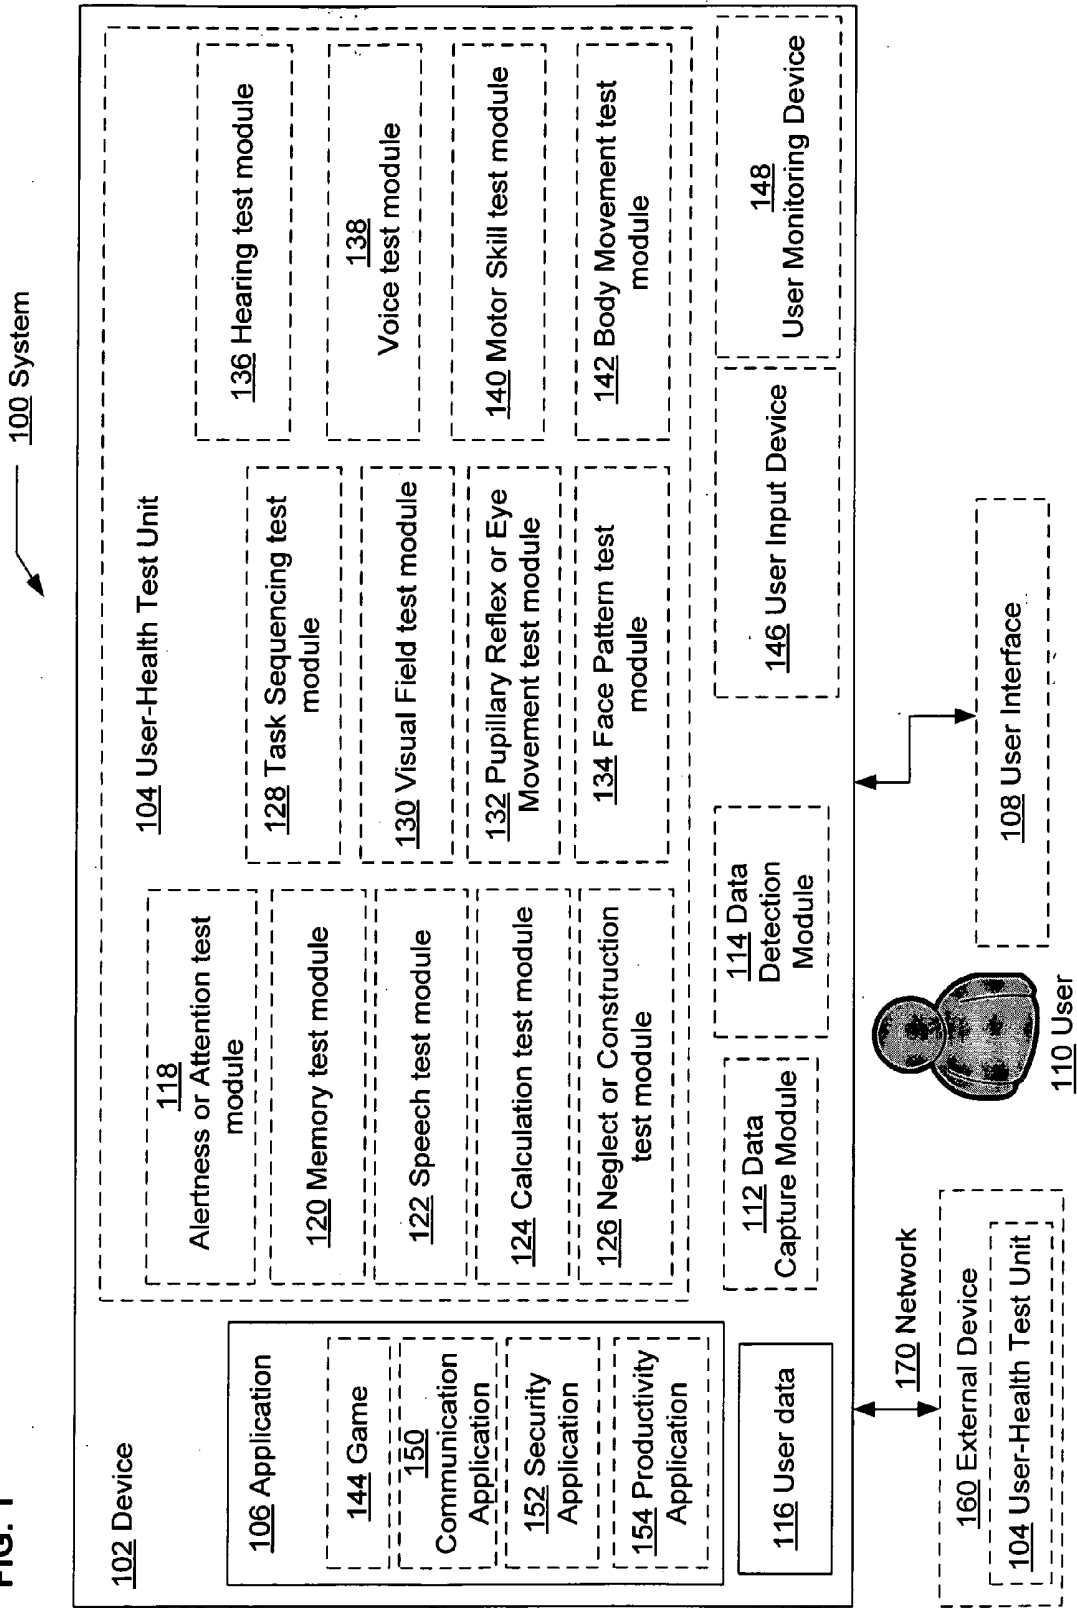 FIG. 1
100 System
102 Device
106 Application
144 Game
150
Communication
Application
152 Security
Application
154 Productivity
Application
116 User data
104 User-Health Test Unit
118
Alertness or Attention test
module
120 Memory test module
122 Speech test module
124 Calculation test module
126 Neglect or Construction
test module
128 Task Sequencing test
module
130 Visual Field test module
132 Pupillary Reflex or Eye
Movement test module
134 Face Pattern test
module
136 Hearing test module
138
Voice test module
140 Motor Skill test module
142 Body Movement test
module
112 Data
Capture Module
114 Data
Detection
Module
146 User Input Device
148
User Monitoring Device
170 Network
160 External Device
104 User-Health Test Unit
110 User
108 User Interface